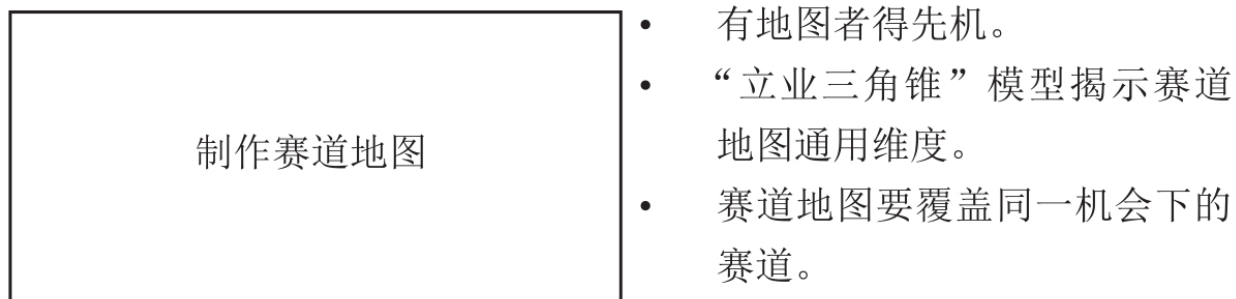 制作赛道地图
• 有地图者得先机。
• “立业三角锥”模型揭示赛道
地图通用维度。
• 赛道地图要覆盖同一机会下的
赛道。